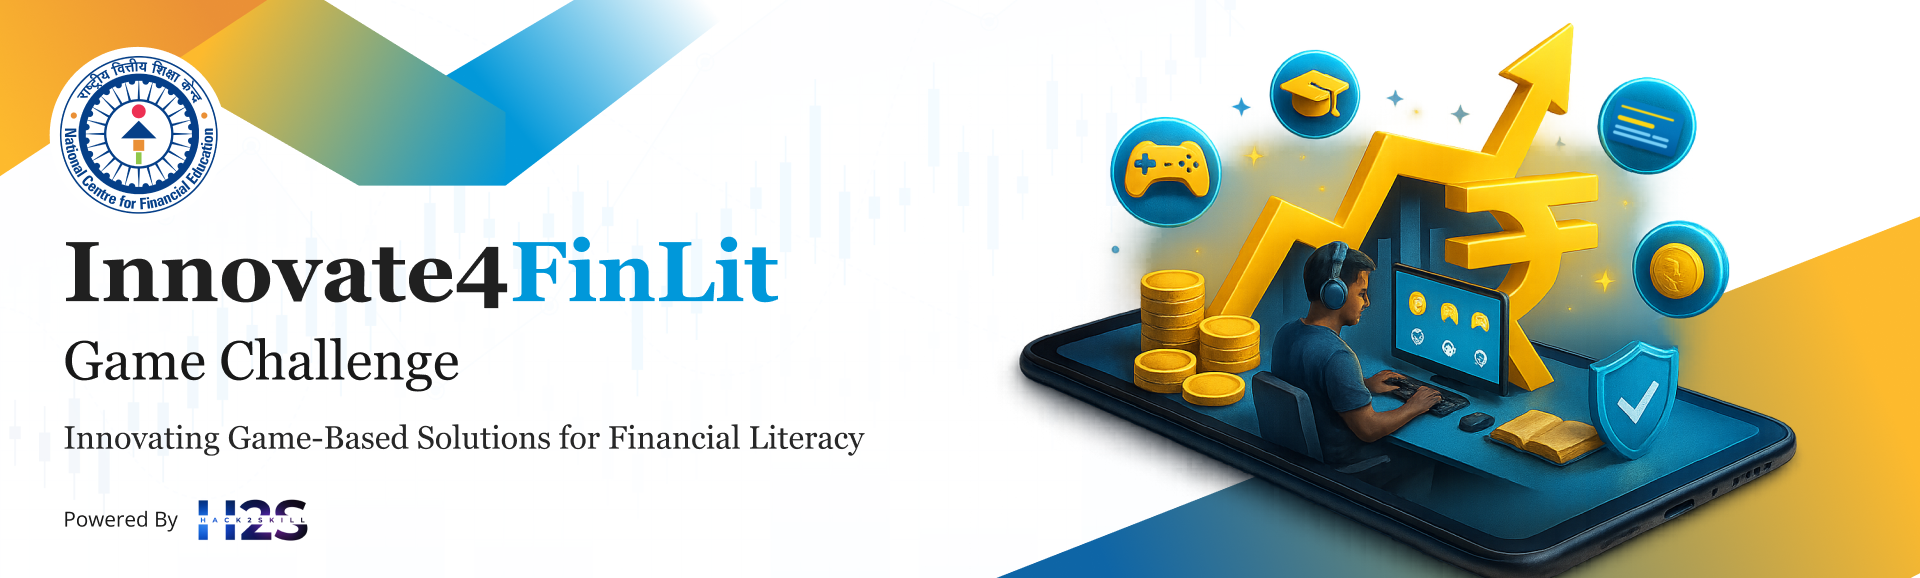 राष्ट्रीय वित्तीय शिक्षा केन्द्र
National Centre for Financial Education
Innovate4FinLit
Game Challenge
Innovating Game-Based Solutions for Financial Literacy
Powered By H2S
HACK2SKILL